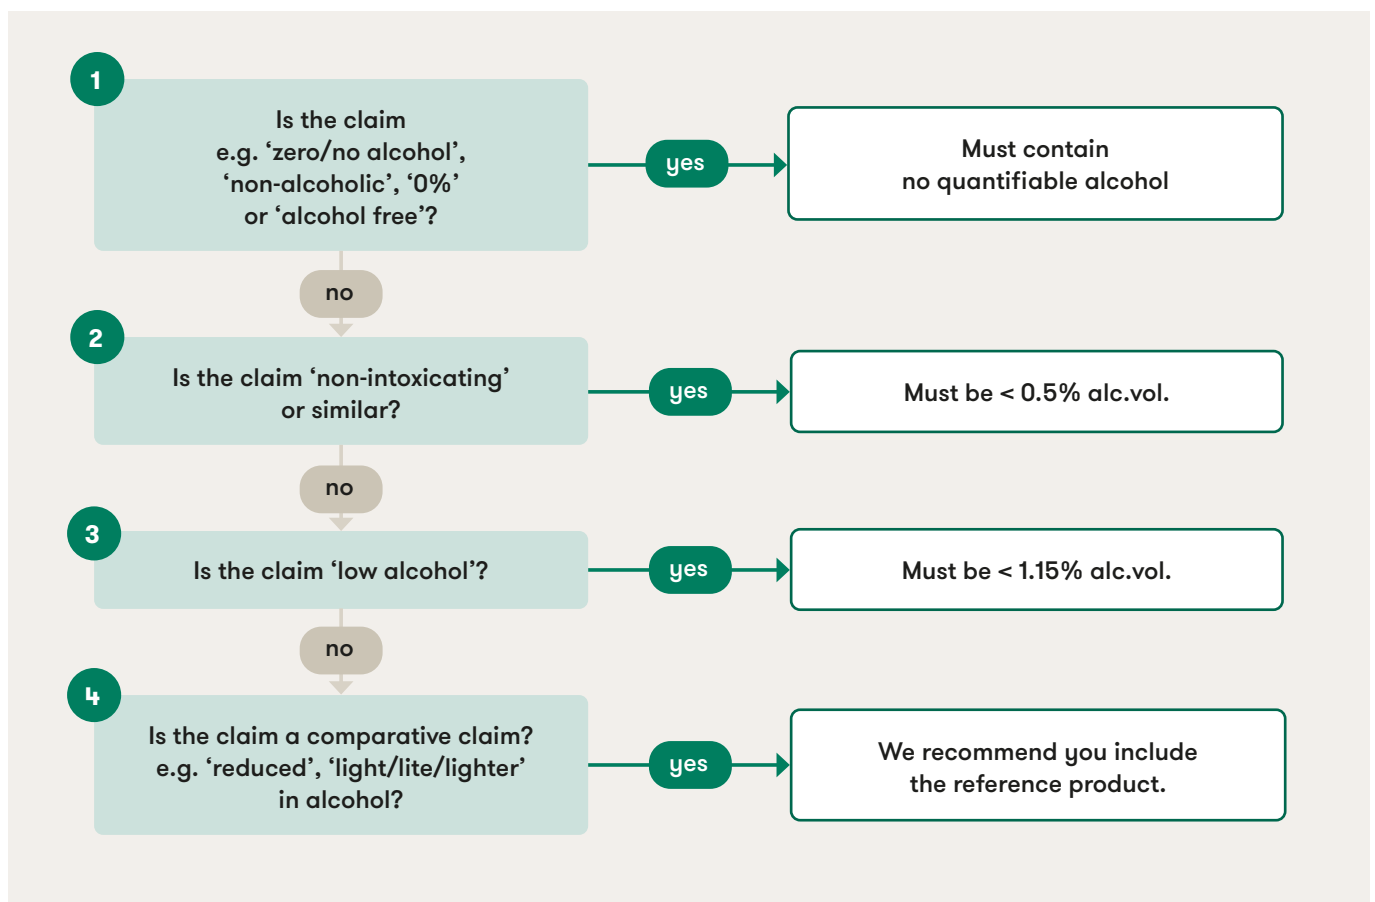 1
Is the claim
e.g. ‘zero/no alcohol’,
‘non-alcoholic’, ‘0%’
or ‘alcohol free’?
yes
Must contain
no quantifiable alcohol
no
2
Is the claim ‘non-intoxicating’
or similar?
yes
Must be < 0.5% alc.vol.
no
3
Is the claim ‘low alcohol’?
yes
Must be < 1.15% alc.vol.
no
4
Is the claim a comparative claim?
e.g. ‘reduced’, ‘light/lite/lighter’
in alcohol?
yes
We recommend you include
the reference product.